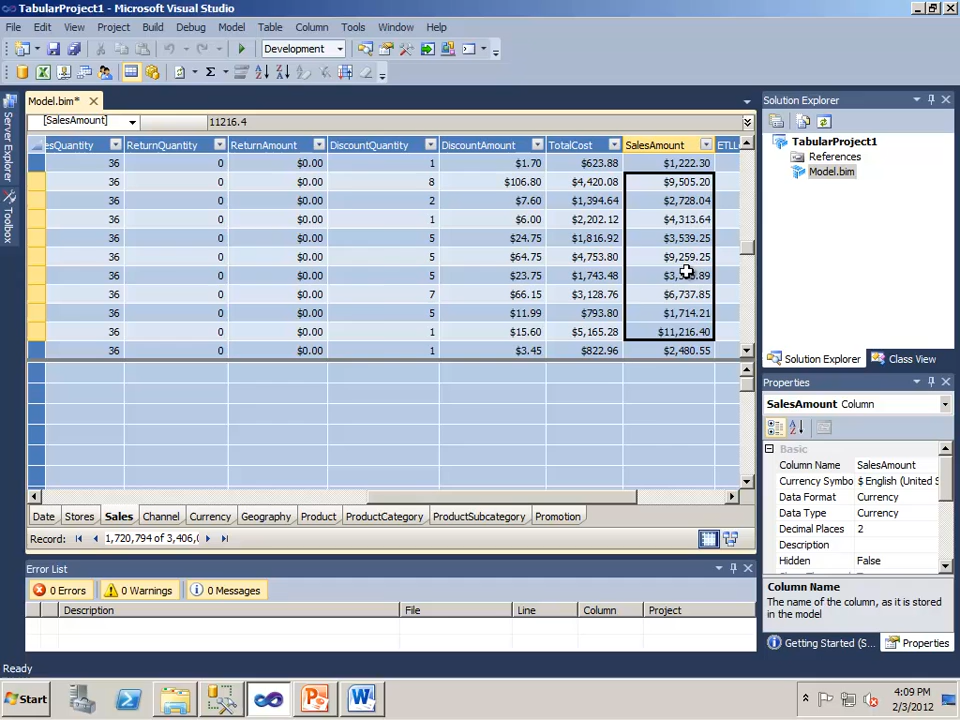 TabularProject1 - Microsoft Visual Studio
File Edit View Project Build Debug Model Table Column Tools Window Help
Development
Model.bim*
[SalesAmount] 11216.4
esQuantity ReturnQuantity ReturnAmount DiscountQuantity DiscountAmount TotalCost SalesAmount ETLL
36 0 $0.00 1 $1.70 $623.88 $1,222.30
36 0 $0.00 8 $106.80 $4,420.08 $9,505.20
36 0 $0.00 2 $7.60 $1,394.64 $2,728.04
36 0 $0.00 1 $6.00 $2,202.12 $4,313.64
36 0 $0.00 5 $24.75 $1,816.92 $3,539.25
36 0 $0.00 5 $64.75 $4,753.80 $9,259.25
36 0 $0.00 5 $23.75 $1,743.48
36 0 $0.00 7 $66.15 $3,128.76 $6,737.85
36 0 $0.00 5 $11.99 $793.80 $1,714.21
36 0 $0.00 1 $15.60 $5,165.28 $11,216.40
36 0 $0.00 1 $3.45 $822.96 $2,480.55
Date Stores Sales Channel Currency Geography Product ProductCategory ProductSubcategory Promotion
Record: 1,720,794 of 3,406,
Server Explorer
Toolbox
Solution Explorer
TabularProject1
References
Model.bim
Solution Explorer Class View
Properties
SalesAmount Column
Basic
Column Name SalesAmount
Currency Symbo $ English (United S
Data Format Currency
Data Type Currency
Decimal Places 2
Description
Hidden False
Column Name
The name of the column, as it is stored
in the model
Getting Started (S... Properties
Error List
0 Errors 0 Warnings 0 Messages
Description File Line Column Project
Ready
Start
4:09 PM
2/3/2012